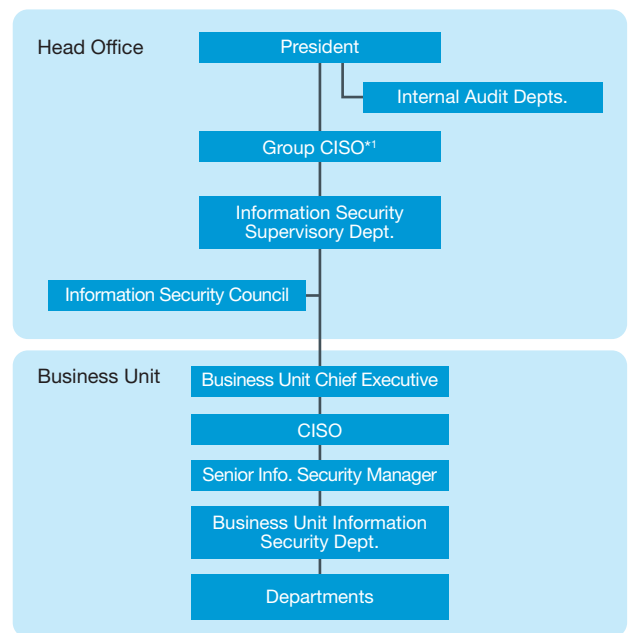 Head Office
President
Internal Audit Depts.
Group CISO*1
Information Security
Supervisory Dept.
Information Security Council
Business Unit
Business Unit Chief Executive
CISO
Senior Info. Security Manager
Business Unit Information
Security Dept.
Departments